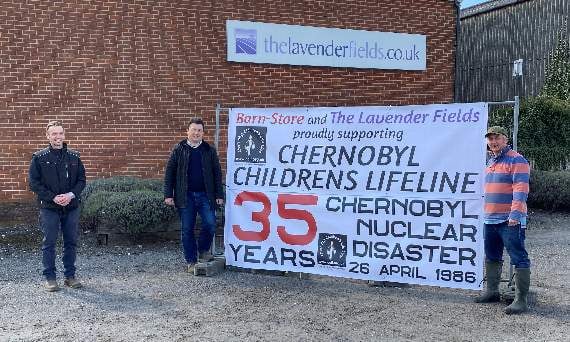 thelavenderfields.co.uk
Barn-Store and The Lavender Fields
proudly supporting
CHERNOBYL
CHILDRENS LIFELINE
35
YEARS
CHERNOBYL
NUCLEAR
DISASTER
26 APRIL 1986